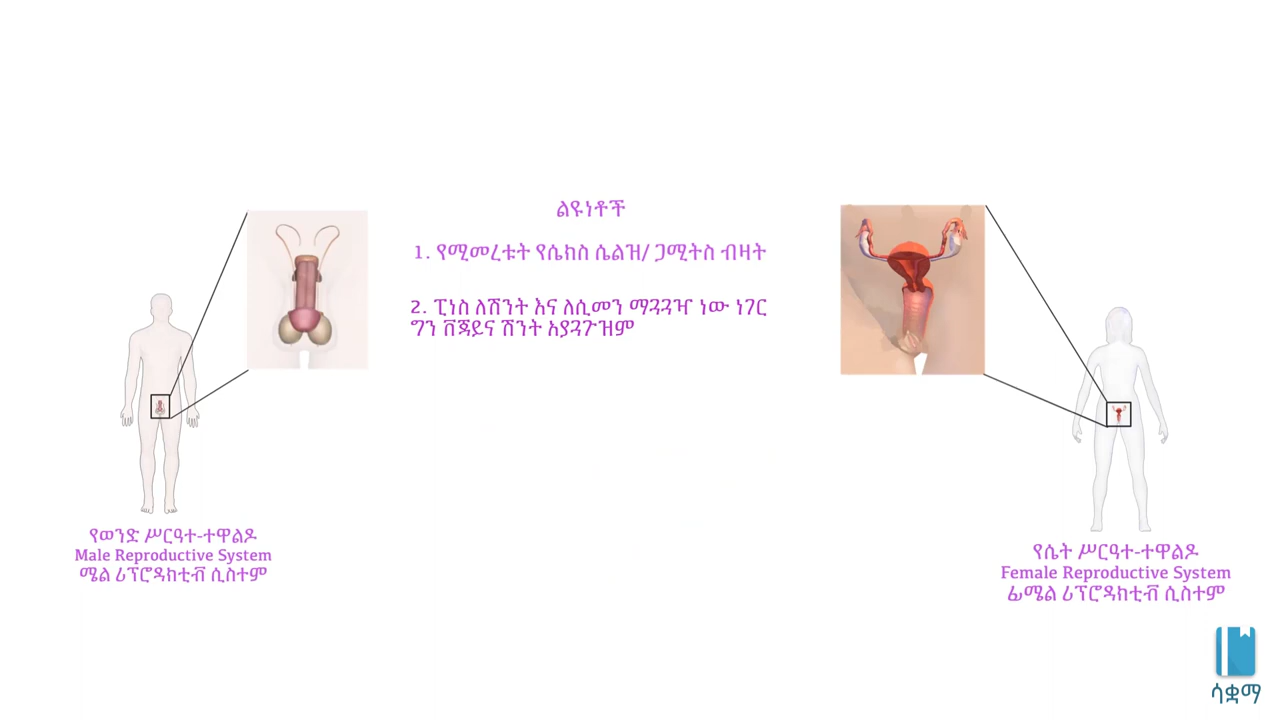 ልዩነቶች
1. የሚመረቱት የሴክስ ሴልዝ/ ጋሜትስ ብዛት
2. ፒነስ ለሽንት እና ለሲመን ማጓጓዣ ነው ነገር
ግን ቨጃይና ሽንት አያጓጉዝም
የወንድ ሥርዓተ-ተዋልዶ
Male Reproductive System
ሜል ሪፕሮዳክቲቭ ሲስተም
የሴት ሥርዓተ-ተዋልዶ
Female Reproductive System
ፊሜል ሪፕሮዳክቲቭ ሲስተም
ሳቋማ